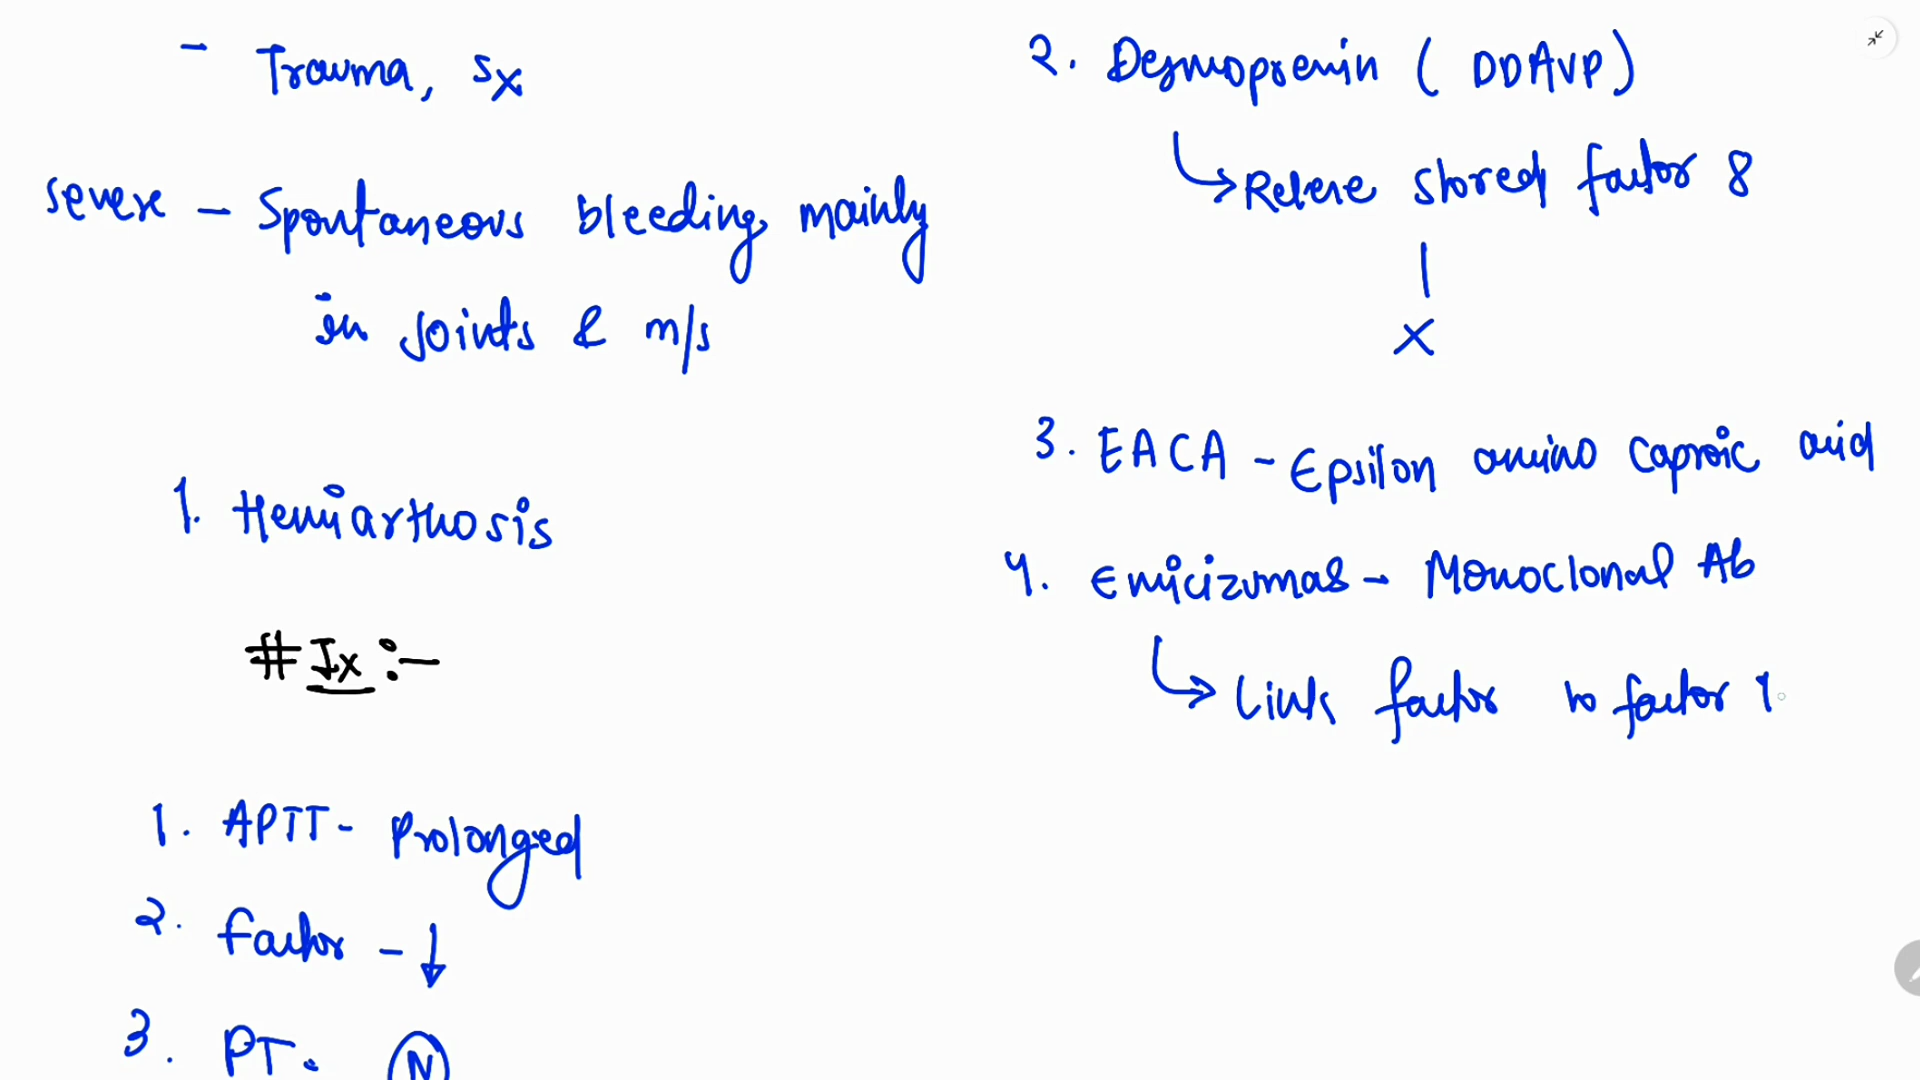 - Trauma, Sx
severe - Spontaneous bleeding, mainly
in Joints & m/s
1. Hemiarthosis
# Ix :-
1. APTT - Prolonged
2. factor - ↓
3. PT - N
2. Desmopressin ( DDAVP )
↳ Release stored factor 8
|
X
3. EACA - Epsilon amino caproic acid
4. Emicizumab - Monoclonal Ab
↳ Link factor to factor 1